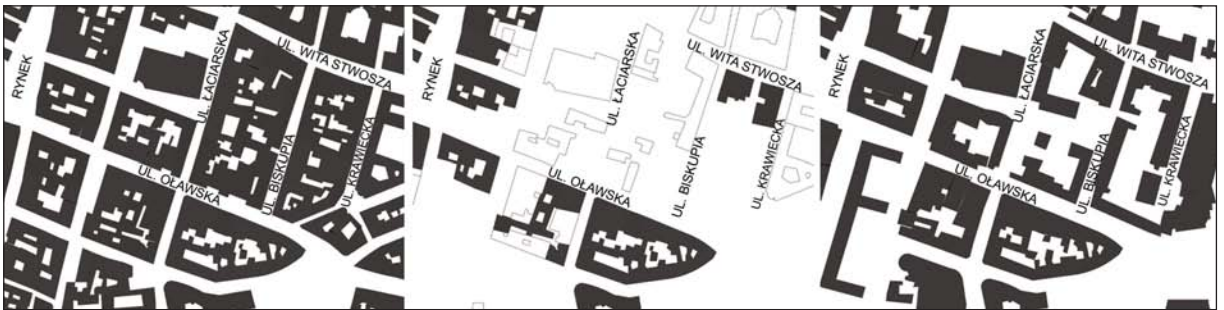 RYNEK
UL. ŁACIARSKA
UL. WITA STWOSZA
UL. OŁAWSKA
UL. BISKUPIA
UL. KRAWIECKA
RYNEK
UL. ŁACIARSKA
UL. WITA STWOSZA
UL. OŁAWSKA
UL. BISKUPIA
UL. KRAWIECKA
RYNEK
UL. ŁACIARSKA
UL. WITA STWOSZA
UL. OŁAWSKA
UL. BISKUPIA
UL. KRAWIECKA